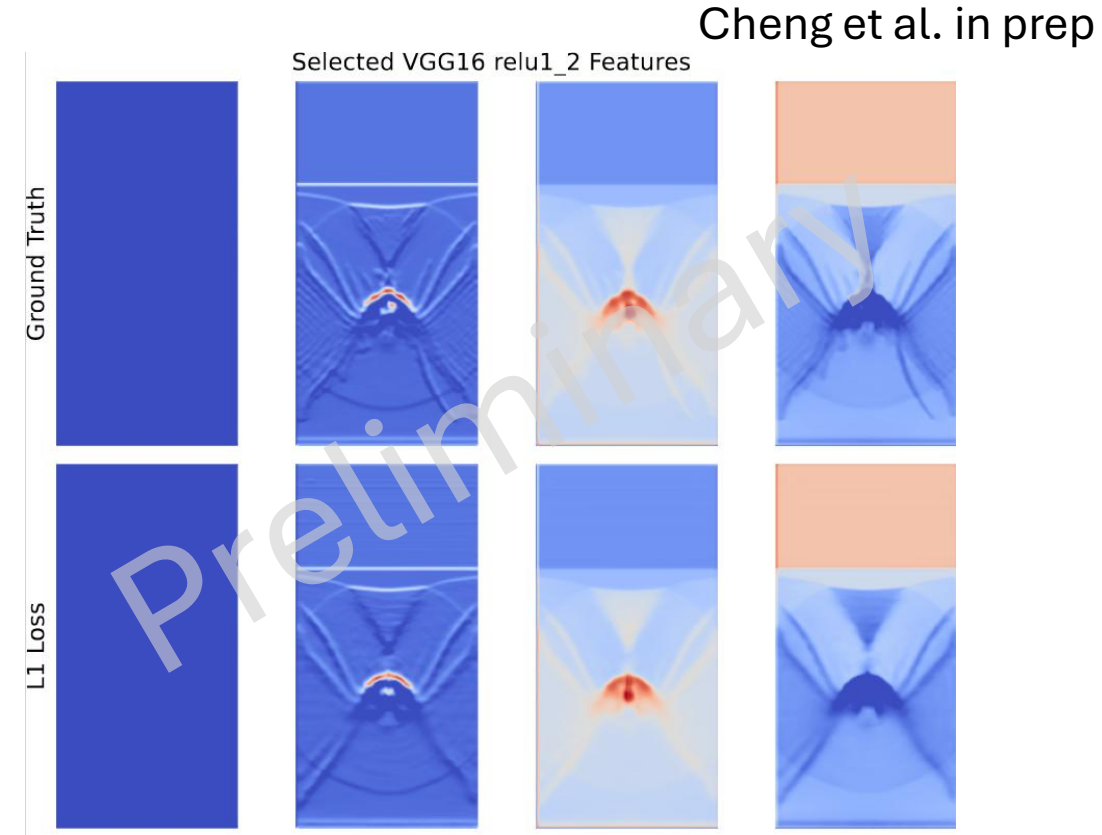 Cheng et al. in prep
Selected VGG16 relu1_2 Features
Ground Truth
L1 Loss
Preliminary